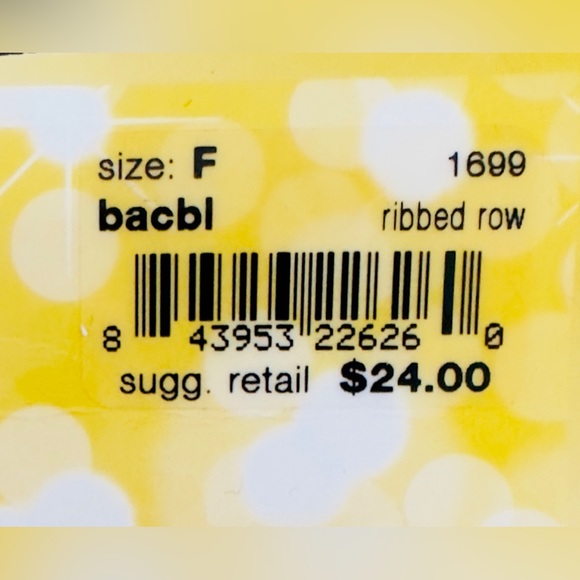 size: F 1699
bacbl ribbed row
8 43953 22626 0
sugg. retail $24.00